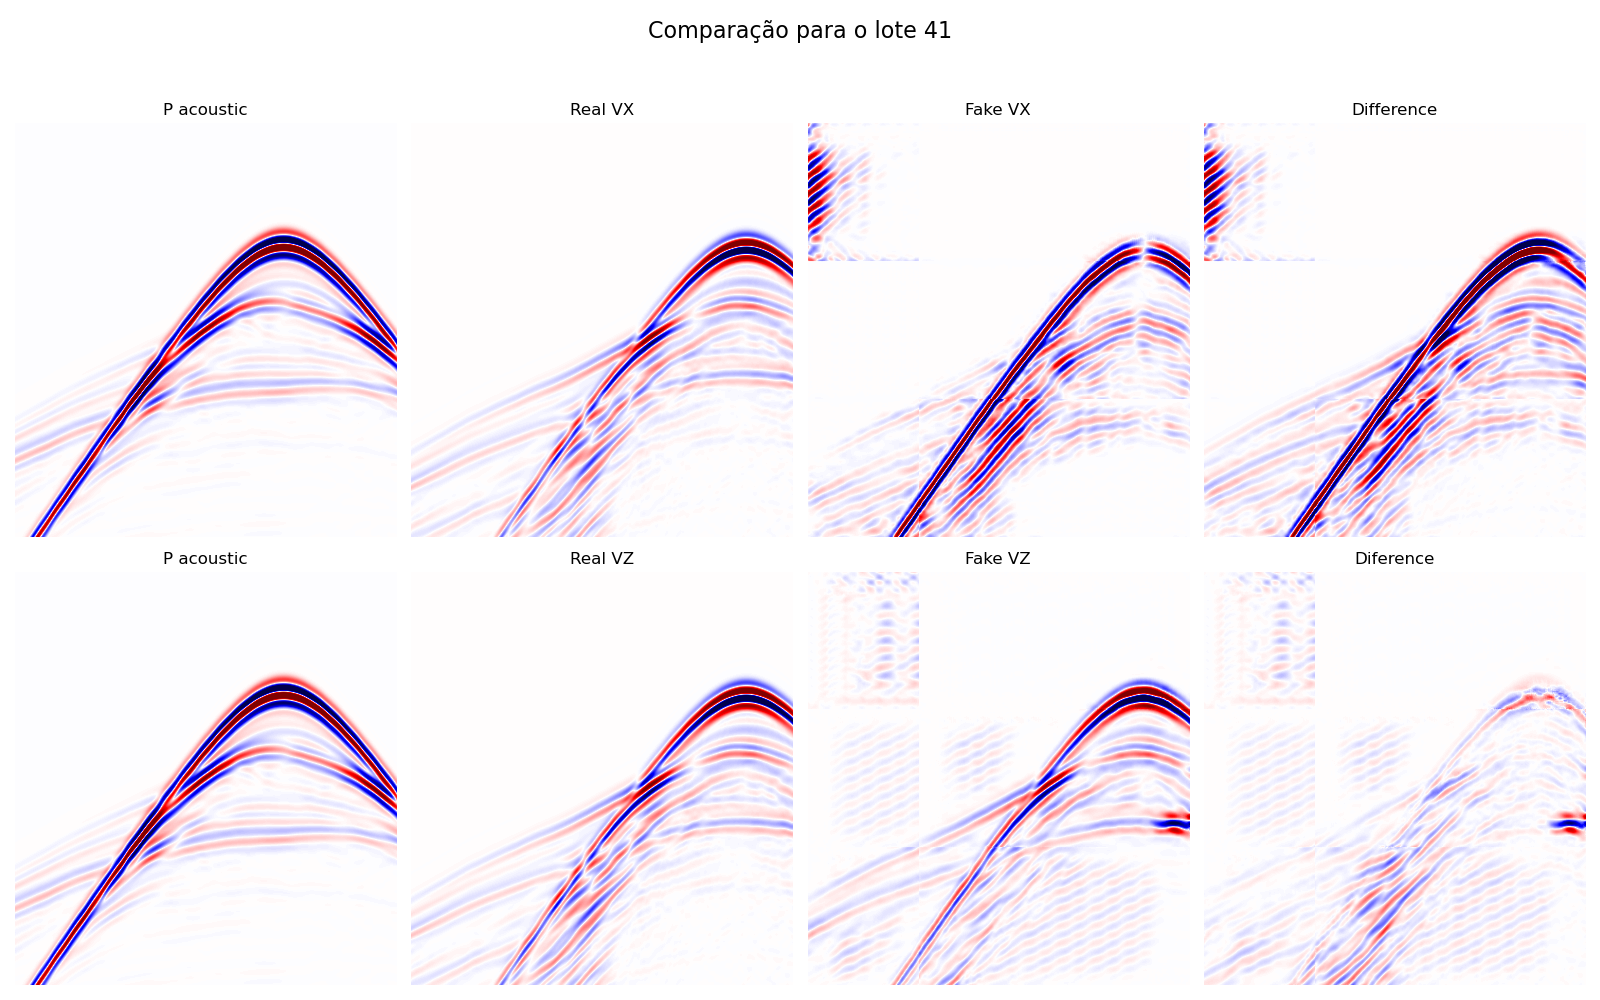 Comparação para o lote 41
P acoustic
Real VX
Fake VX
Difference
P acoustic
Real VZ
Fake VZ
Diference